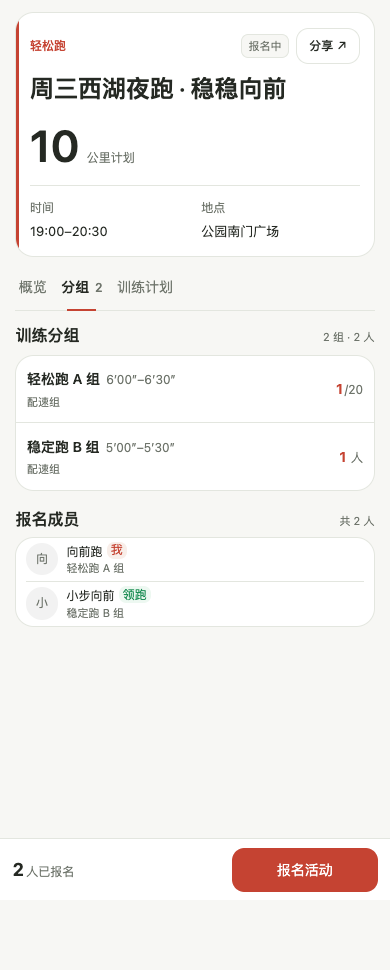 轻松跑
报名中
分享 ↗
周三西湖夜跑 · 稳稳向前
10 公里计划
时间
地点
19:00–20:30
公园南门广场
概览 分组 2 训练计划
训练分组
2 组 · 2 人
轻松跑 A 组 6′00″–6′30″
配速组
1/20
稳定跑 B 组 5′00″–5′30″
配速组
1 人
报名成员
共 2 人
向
向前跑 我
轻松跑 A 组
小
小步向前 领跑
稳定跑 B 组
2 人已报名
报名活动